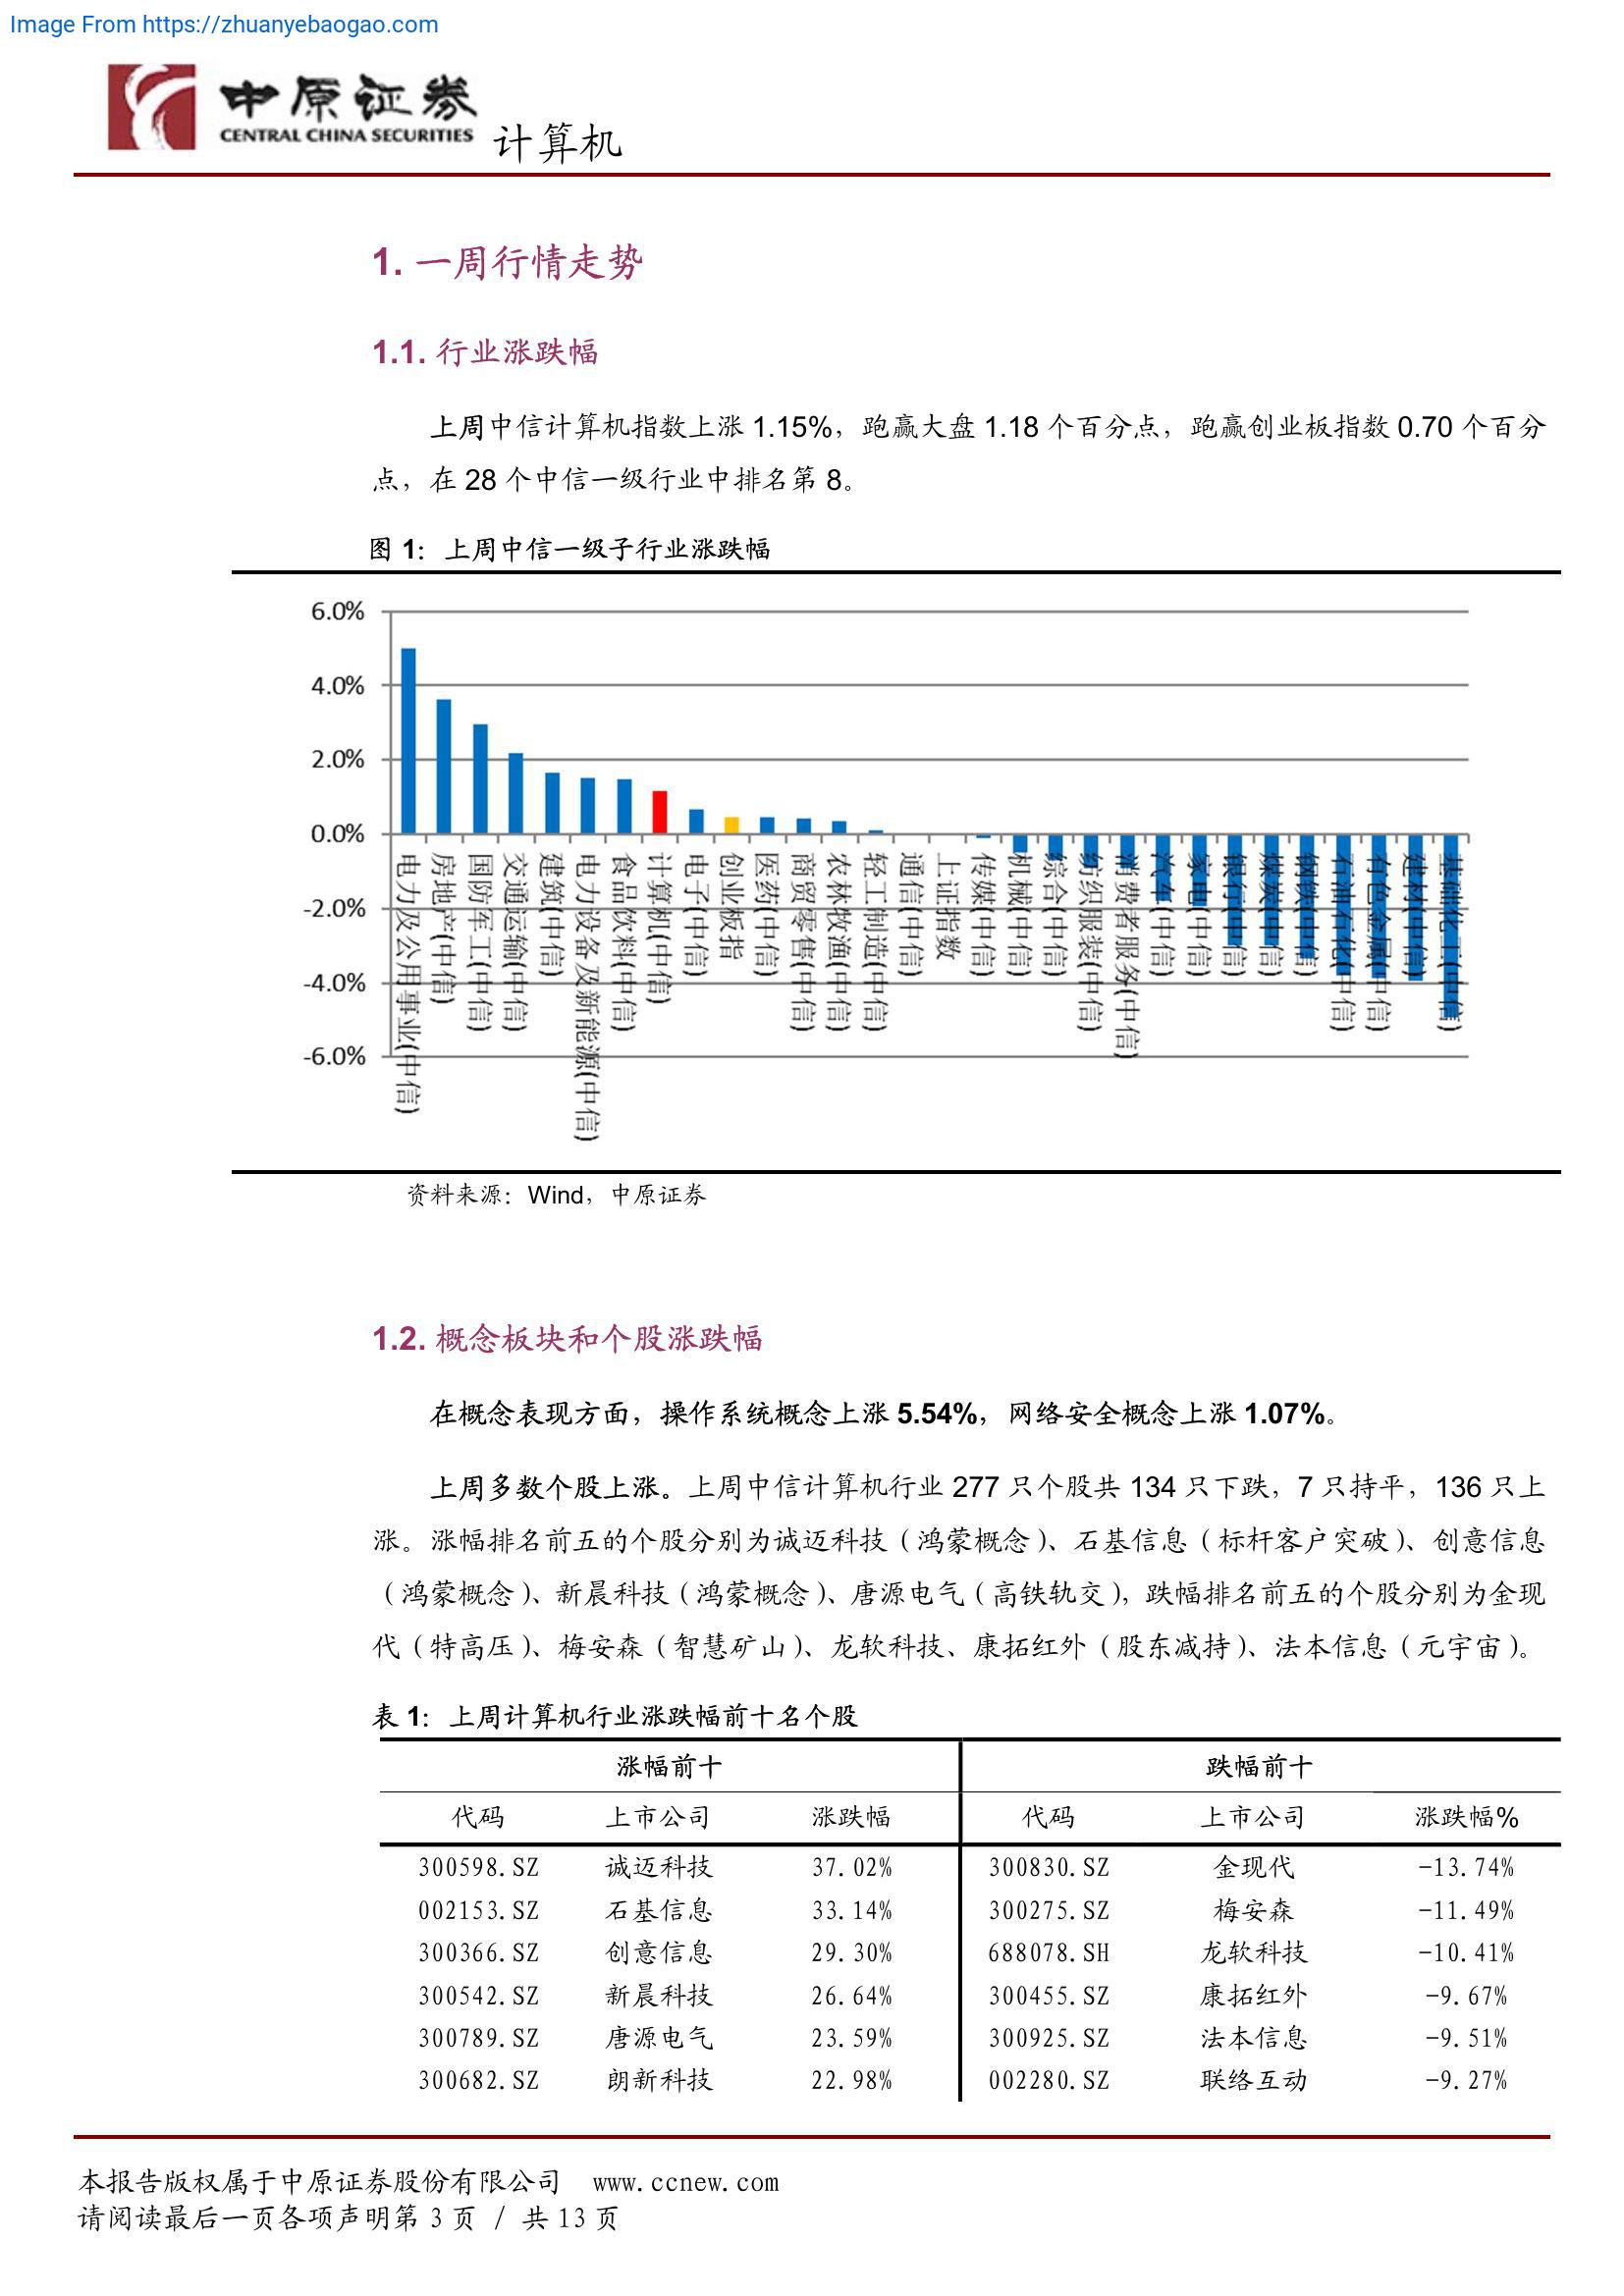 Image From https://zhuanyebaogao.com
中原证券
CENTRAL CHINA SECURITIES
计算机
1. 一周行情走势
1.1. 行业涨跌幅
上周中信计算机指数上涨 1.15%，跑赢大盘 1.18 个百分点，跑赢创业板指数 0.70 个百分
点，在 28 个中信一级行业中排名第 8。
图 1：上周中信一级子行业涨跌幅
6.0%
4.0%
2.0%
0.0%
-2.0%
-4.0%
-6.0%
电力及公用事业(中信)
房地产(中信)
国防军工(中信)
交通运输(中信)
建筑(中信)
电力设备及新能源(中信)
食品饮料(中信)
计算机(中信)
电子(中信)
创业板指
医药(中信)
商贸零售(中信)
农林牧渔(中信)
轻工制造(中信)
通信(中信)
上证指数
传媒(中信)
机械(中信)
综合(中信)
纺织服装(中信)
消费者服务(中信)
汽车(中信)
家电(中信)
银行(中信)
煤炭(中信)
钢铁(中信)
石油石化(中信)
有色金属(中信)
建材(中信)
基础化工(中信)
资料来源：Wind，中原证券
1.2. 概念板块和个股涨跌幅
在概念表现方面，操作系统概念上涨 5.54%，网络安全概念上涨 1.07%。
上周多数个股上涨。上周中信计算机行业 277 只个股共 134 只下跌，7 只持平，136 只上
涨。涨幅排名前五的个股分别为诚迈科技（鸿蒙概念）、石基信息（标杆客户突破）、创意信息
（鸿蒙概念）、新晨科技（鸿蒙概念）、唐源电气（高铁轨交），跌幅排名前五的个股分别为金现
代（特高压）、梅安森（智慧矿山）、龙软科技、康拓红外（股东减持）、法本信息（元宇宙）。
表 1：上周计算机行业涨跌幅前十名个股
涨幅前十 跌幅前十
代码 上市公司 涨跌幅 代码 上市公司 涨跌幅%
300598.SZ 诚迈科技 37.02% 300830.SZ 金现代 -13.74%
002153.SZ 石基信息 33.14% 300275.SZ 梅安森 -11.49%
300366.SZ 创意信息 29.30% 688078.SH 龙软科技 -10.41%
300542.SZ 新晨科技 26.64% 300455.SZ 康拓红外 -9.67%
300789.SZ 唐源电气 23.59% 300925.SZ 法本信息 -9.51%
300682.SZ 朗新科技 22.98% 002280.SZ 联络互动 -9.27%
本报告版权属于中原证券股份有限公司 www.ccnew.com
请阅读最后一页各项声明第 3 页 / 共 13 页